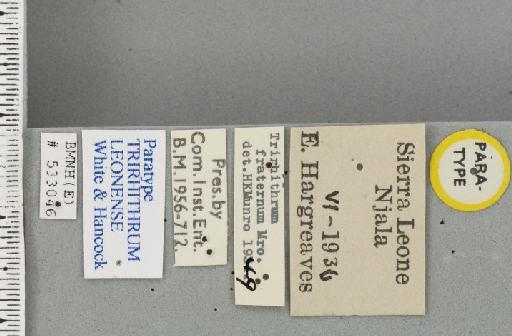 PARA-
TYPE
Sierra Leone
Njala
VI-1936
E. Hargreaves
Trirhithrum
fraternum Mro.
det.HKMunro 1949
Pres.by
Com.Inst.Ent.
B.M.1956-712.
Paratype
TRIRHITHRUM
LEONENSE
White & Hancock
BMNH(E)
# 533046